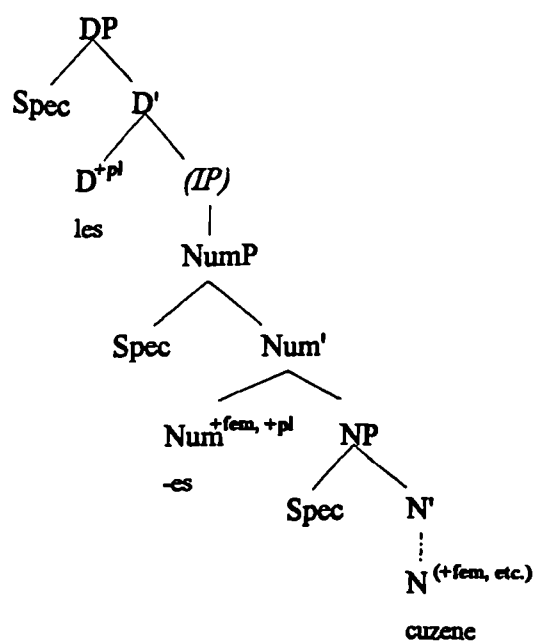 DP
Spec D'
D+pl (IP)
les
NumP
Spec Num'
Num+fem, +pl NP
-es
Spec N'
N(+fem, etc.)
cuzene